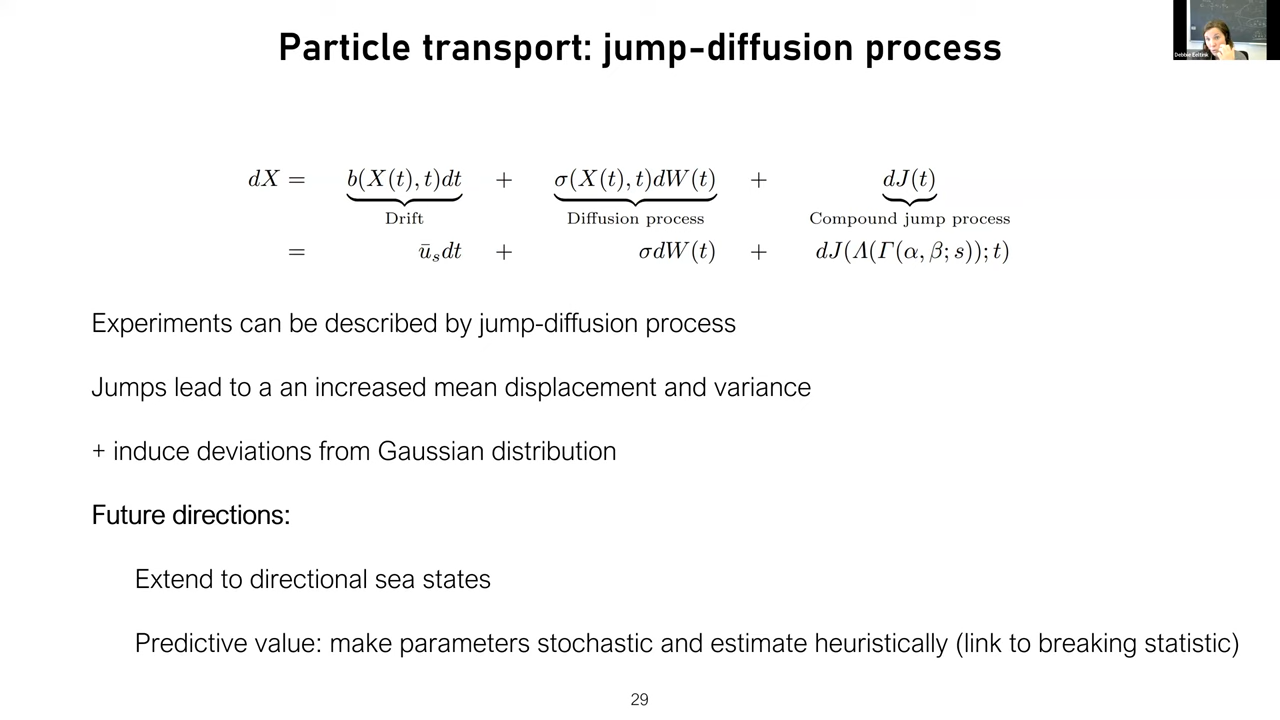 Particle transport: jump-diffusion process
Debbie Eeltink
dX = b(X(t), t)dt + σ(X(t), t)dW(t) + dJ(t)
Drift Diffusion process Compound jump process
= ū_s dt + σdW(t) + dJ(Λ(Γ(α, β; s)); t)
Experiments can be described by jump-diffusion process
Jumps lead to a an increased mean displacement and variance
+ induce deviations from Gaussian distribution
Future directions:
Extend to directional sea states
Predictive value: make parameters stochastic and estimate heuristically (link to breaking statistic)
29